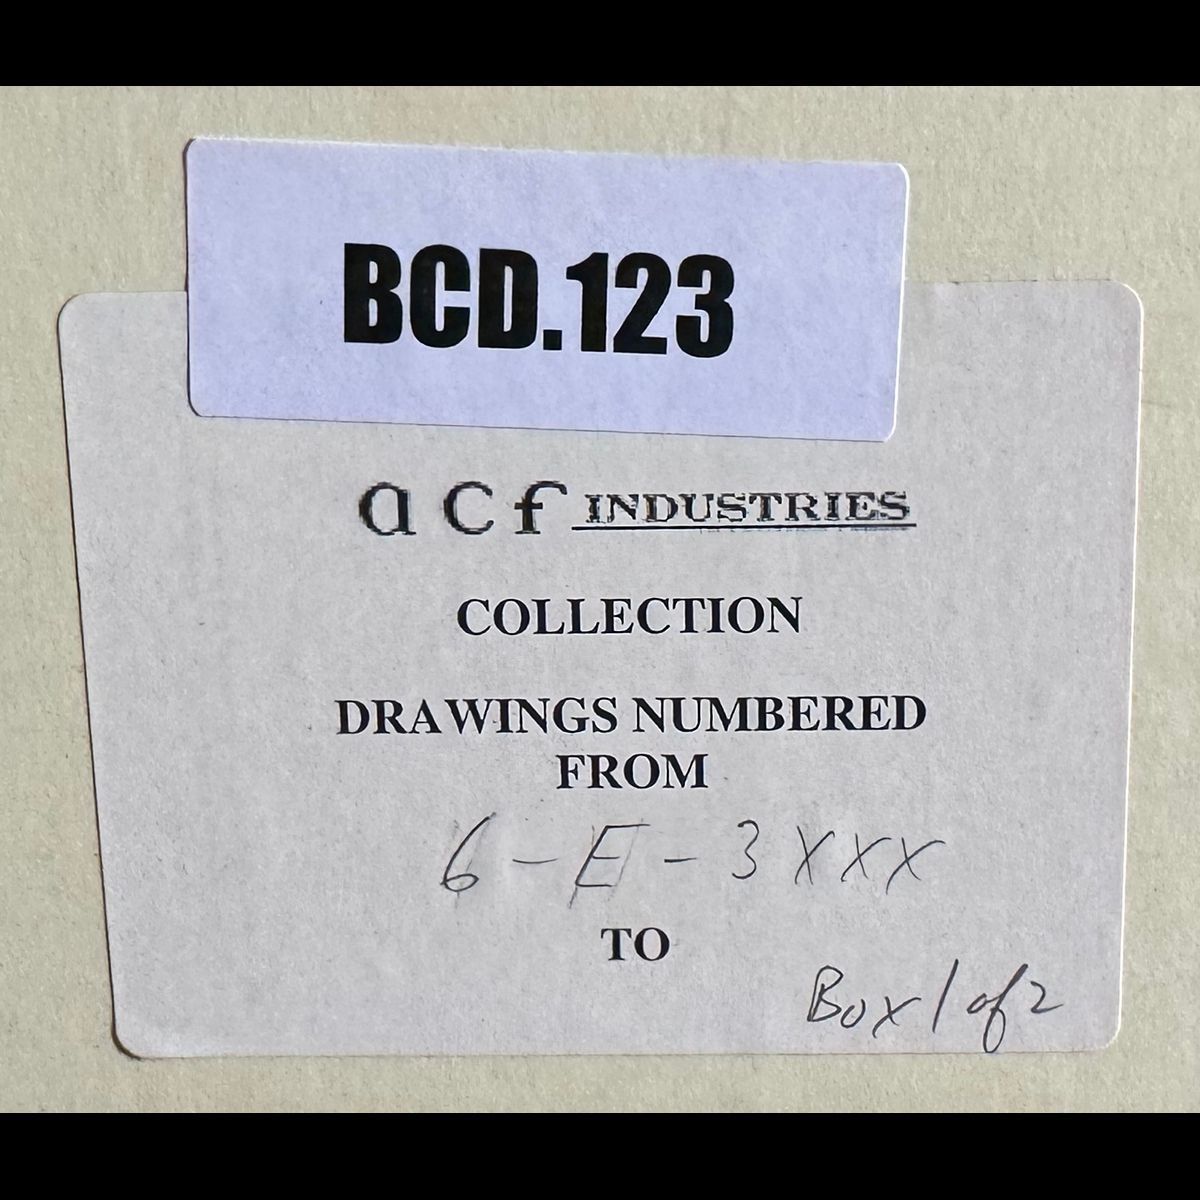 BCD.123
acf INDUSTRIES
COLLECTION
DRAWINGS NUMBERED
FROM
6-E-3XXX
TO
Box 1 of 2